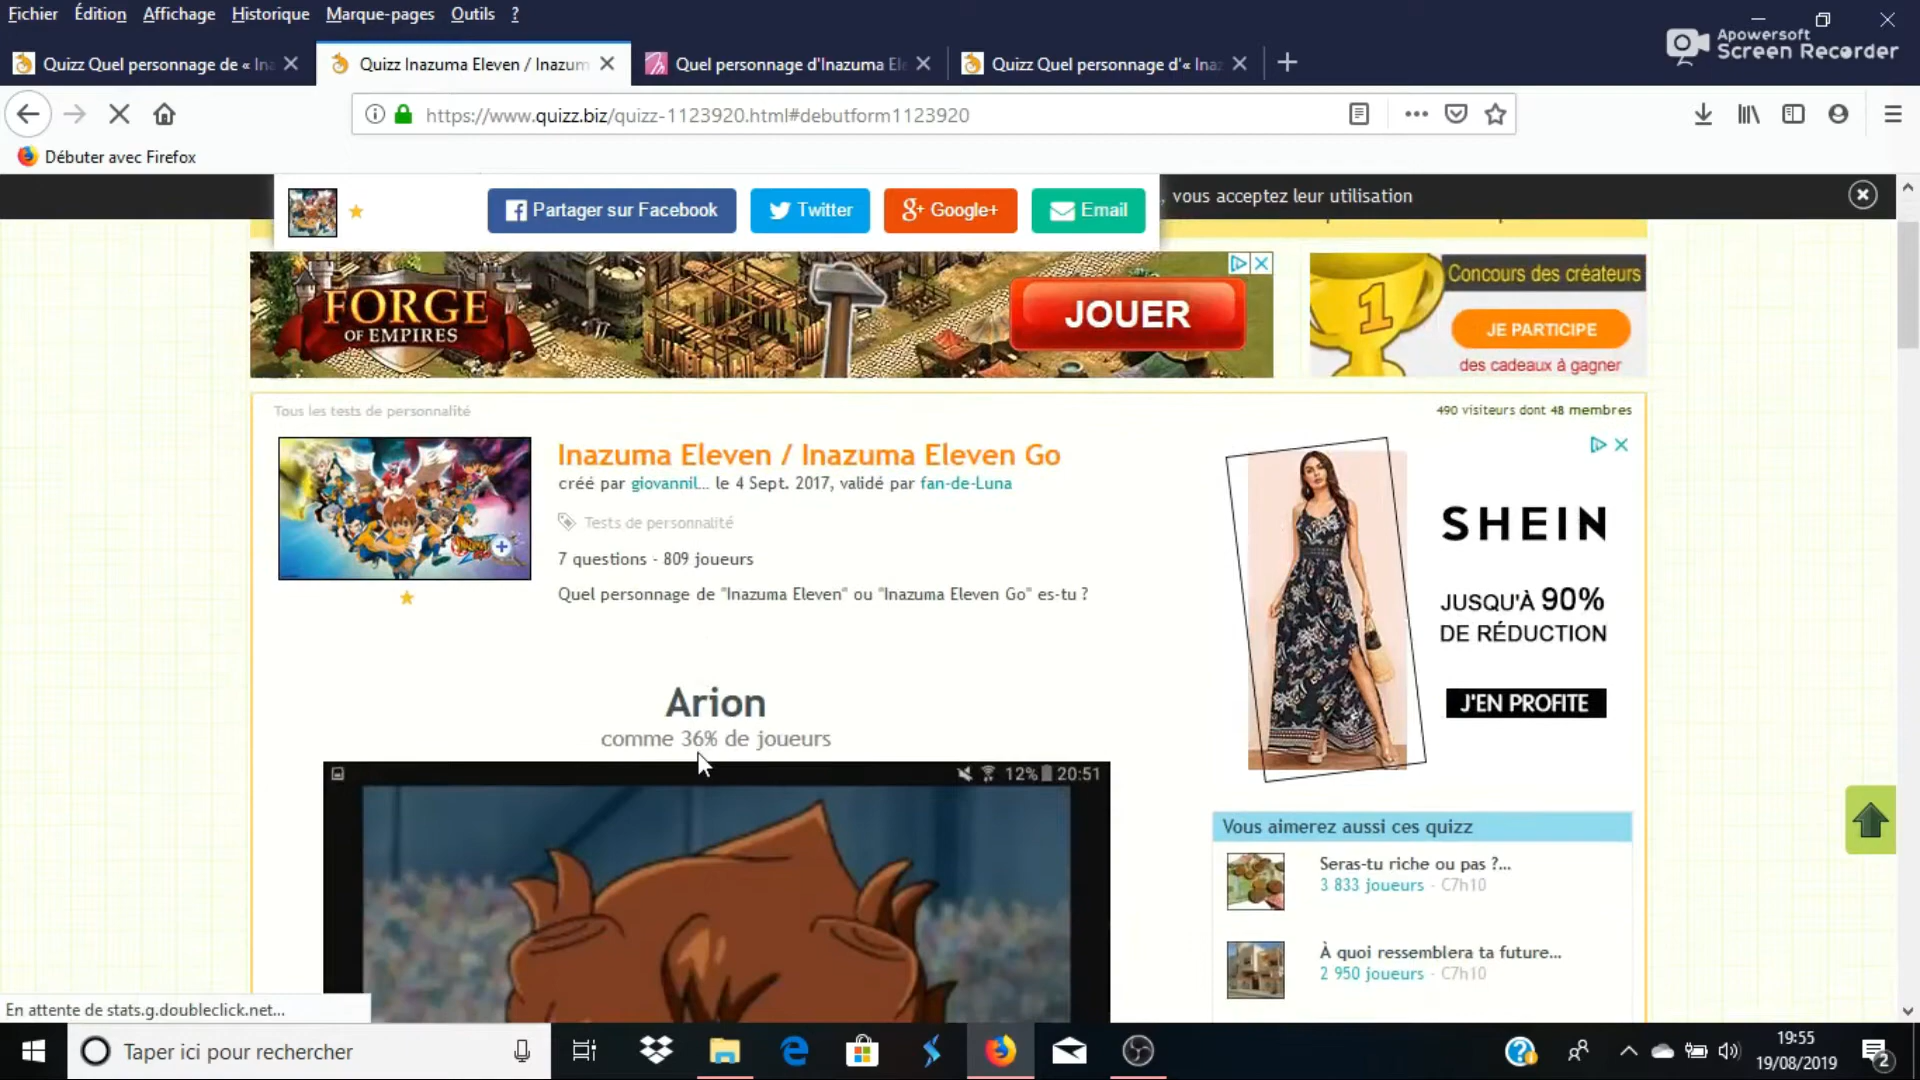 Fichier Édition Affichage Historique Marque-pages Outils ?
Apowersoft
Screen Recorder
Quizz Quel personnage de « Ina
Quizz Inazuma Eleven / Inazum
Quel personnage d'Inazuma Ele
Quizz Quel personnage d'« Ina
https://www.quizz.biz/quizz-1123920.html#debutform1123920
Débuter avec Firefox
Partager sur Facebook
Twitter
g+ Google+
Email
, vous acceptez leur utilisation
FORGE
OF EMPIRES
JOUER
1
Concours des créateurs
JE PARTICIPE
des cadeaux à gagner
Tous les tests de personnalité
490 visiteurs dont 48 membres
Inazuma Eleven / Inazuma Eleven Go
créé par giovannil... le 4 Sept. 2017, validé par fan-de-Luna
Tests de personnalité
7 questions - 809 joueurs
Quel personnage de "Inazuma Eleven" ou "Inazuma Eleven Go" es-tu ?
SHEIN
JUSQU'À 90%
DE RÉDUCTION
J'EN PROFITE
Arion
comme 36% de joueurs
12% 20:51
Vous aimerez aussi ces quizz
Seras-tu riche ou pas ?...
3 833 joueurs - C7h10
À quoi ressemblera ta future...
2 950 joueurs - C7h10
En attente de stats.g.doubleclick.net...
Taper ici pour rechercher
19:55
19/08/2019
2